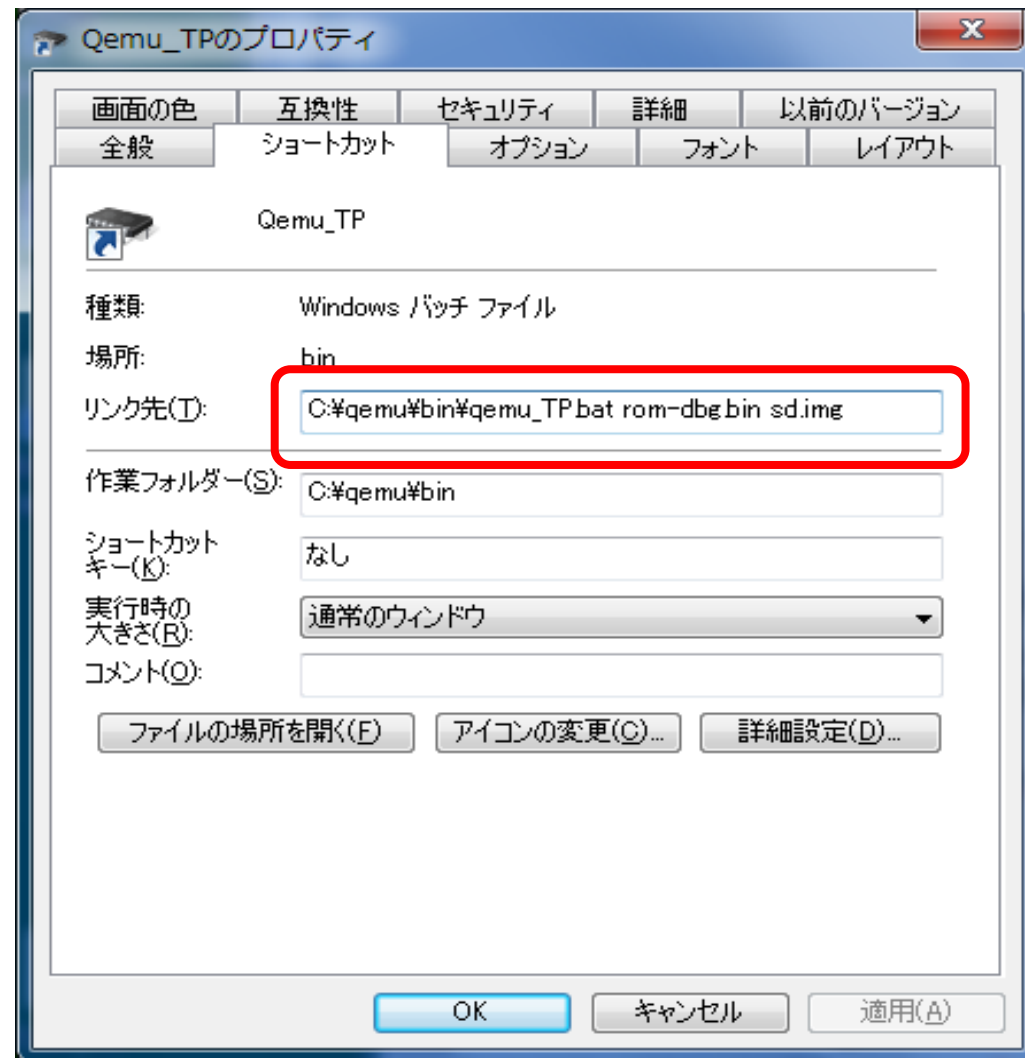 Qemu_TPのプロパティ
画面の色 互換性 セキュリティ 詳細 以前のバージョン
全般 ショートカット オプション フォント レイアウト
Qemu_TP
種類: Windows バッチ ファイル
場所: bin
リンク先(T): C:¥qemu¥bin¥qemu_TP.bat rom-dbg.bin sd.img
作業フォルダー(S): C:¥qemu¥bin
ショートカット
キー(K): なし
実行時の
大きさ(R): 通常のウィンドウ
コメント(O):
ファイルの場所を開く(F) アイコンの変更(C)... 詳細設定(D)...
OK キャンセル 適用(A)